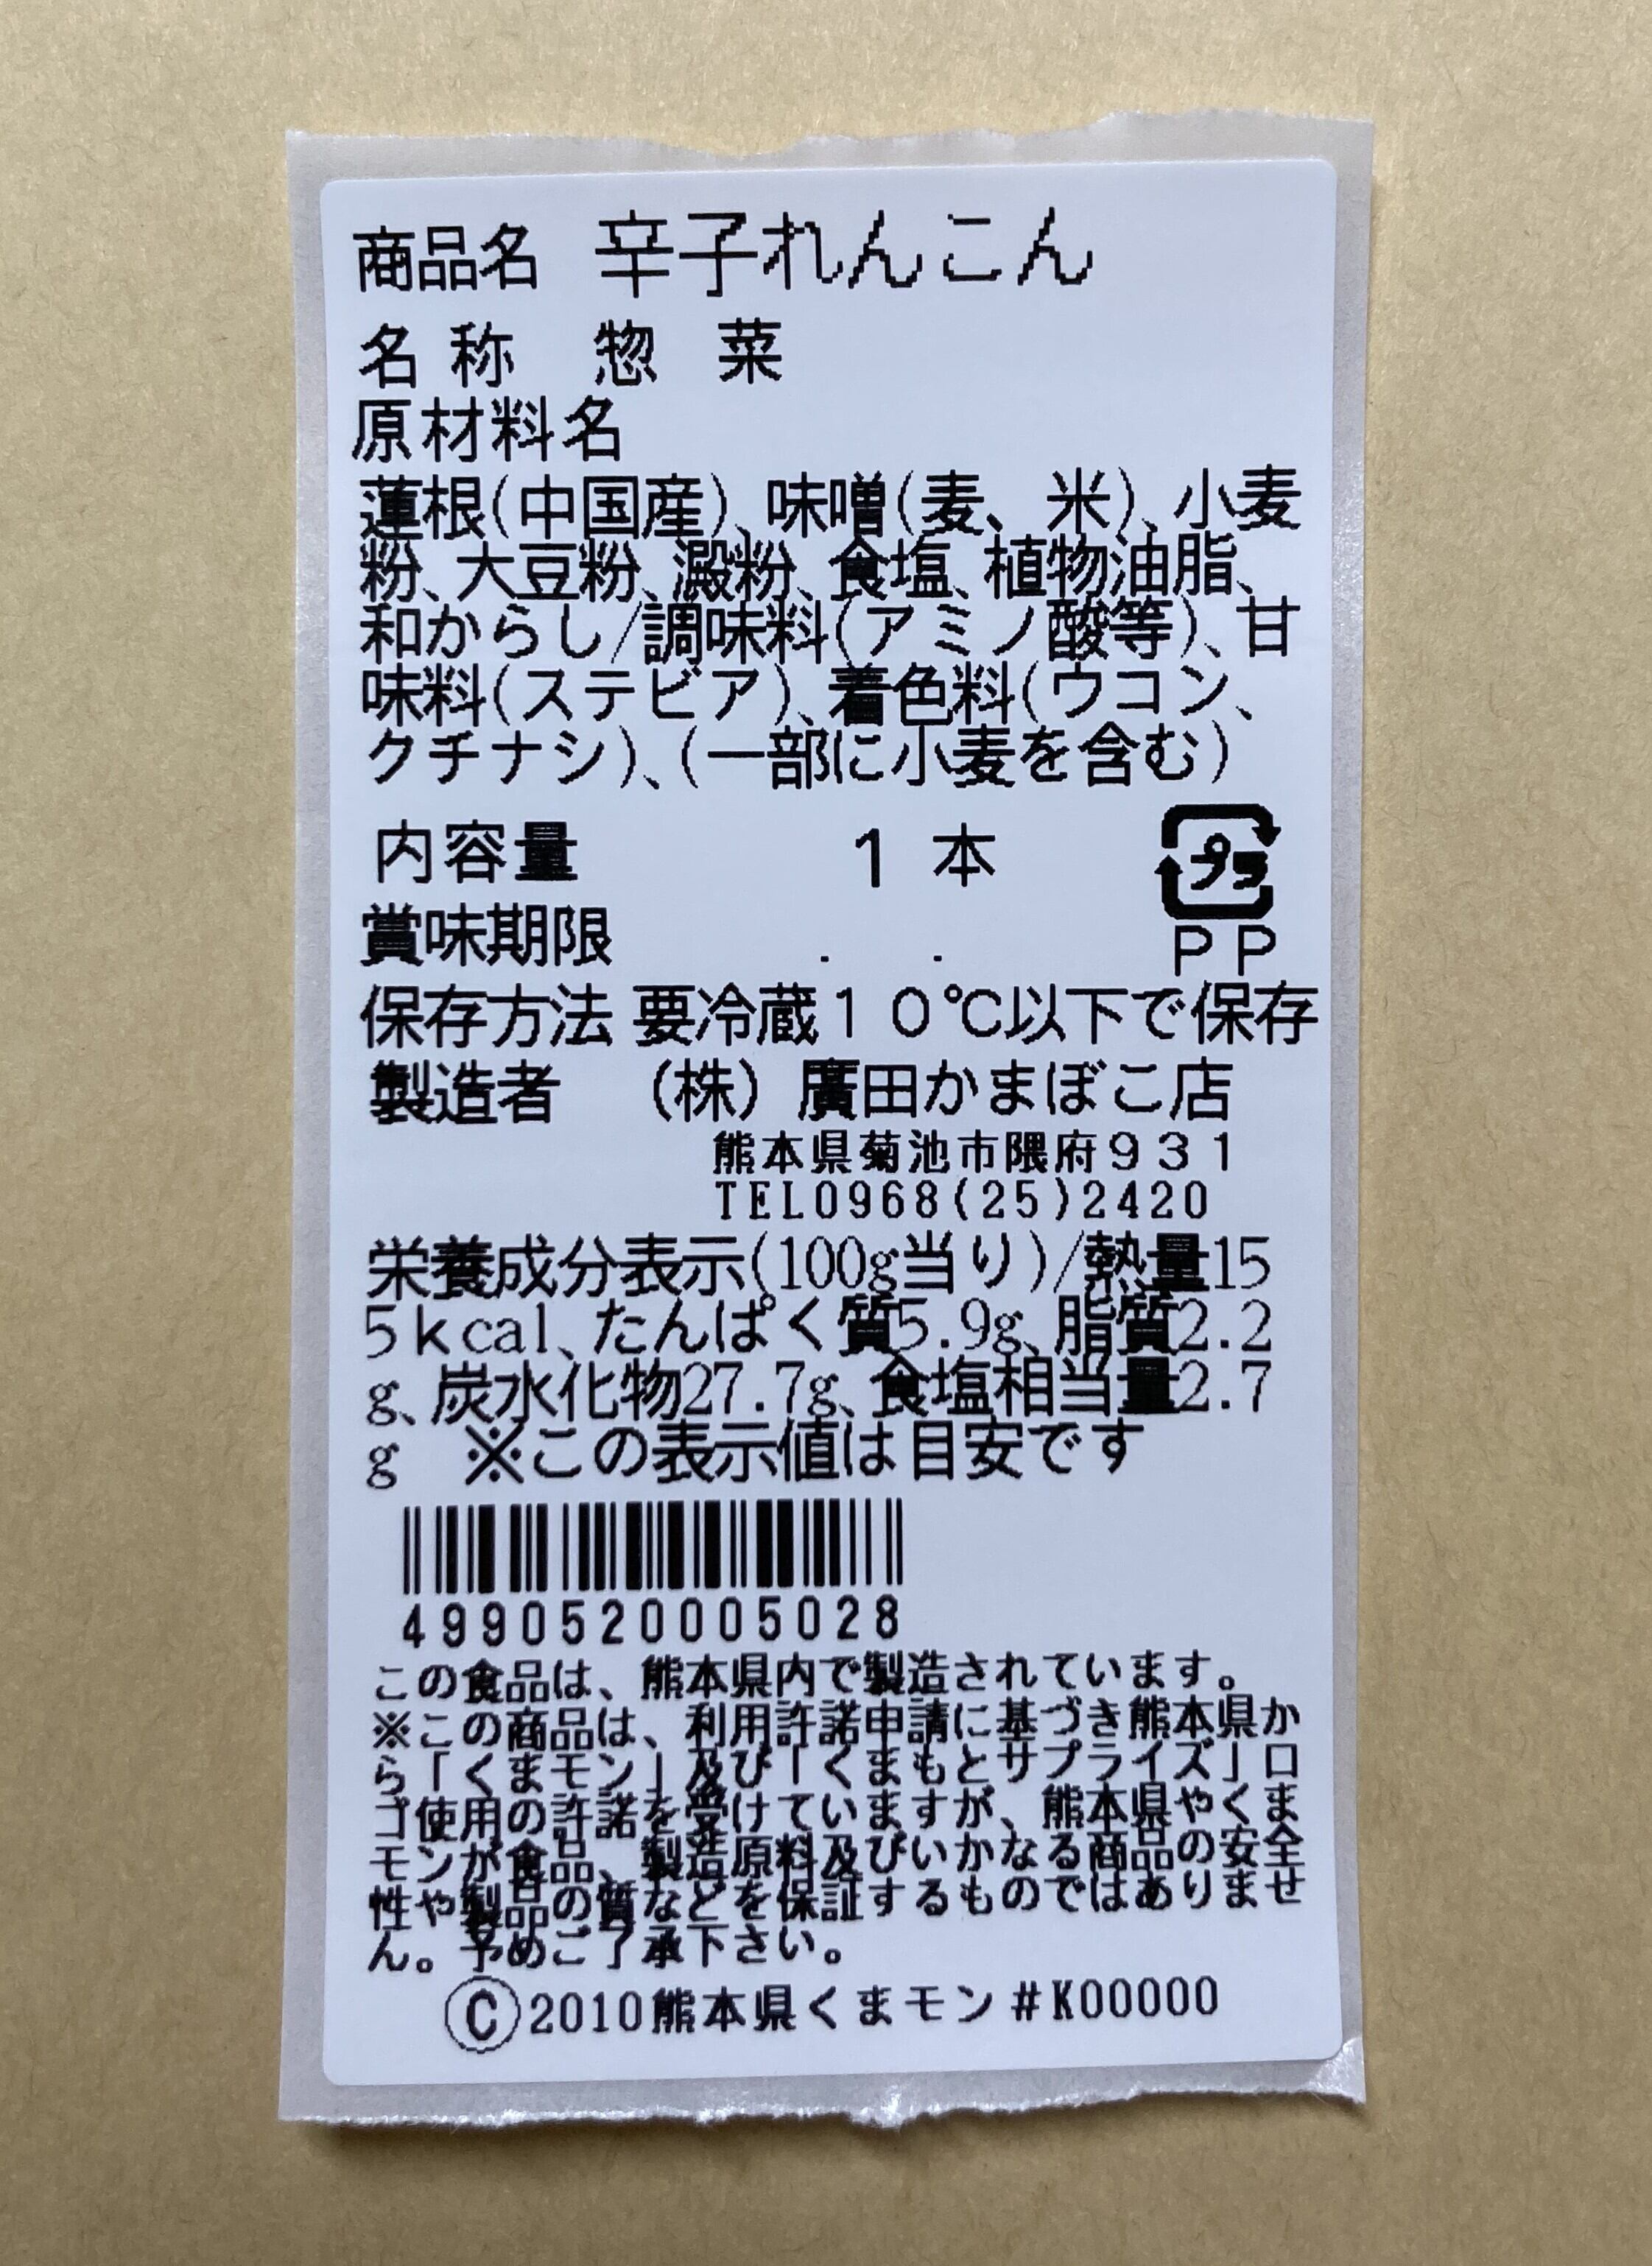 商品名 辛子れんこん
名称 惣菜
原材料名
蓮根(中国産)、味噌(麦、米)、小麦
粉、大豆粉、澱粉、食塩、植物油脂、
和からし/調味料(アミノ酸等)、甘
味料(ステビア)、着色料(ウコン、
クチナシ)、(一部に小麦を含む)
内容量 1本
プラ
賞味期限 . .
PP
保存方法 要冷蔵10℃以下で保存
製造者 (株)廣田かまぼこ店
熊本県菊池市隈府931
TEL0968(25)2420
栄養成分表示(100g当り)/熱量15
5kcal、たんぱく質5.9g、脂質2.2
g、炭水化物27.7g、食塩相当量2.7
g ※この表示値は目安です
4990520005028
この食品は、熊本県内で製造されています。
※この商品は、利用許諾申請に基づき熊本県か
ら「くまモン」及び「くまもとサプライズ」ロ
ゴ使用の許諾を受けていますが、熊本県やくま
モンが食品、製造原料及びいかなる商品の安全
性や製品の質などを保証するものではありませ
ん。予めご了承下さい。
©2010熊本県くまモン#K00000